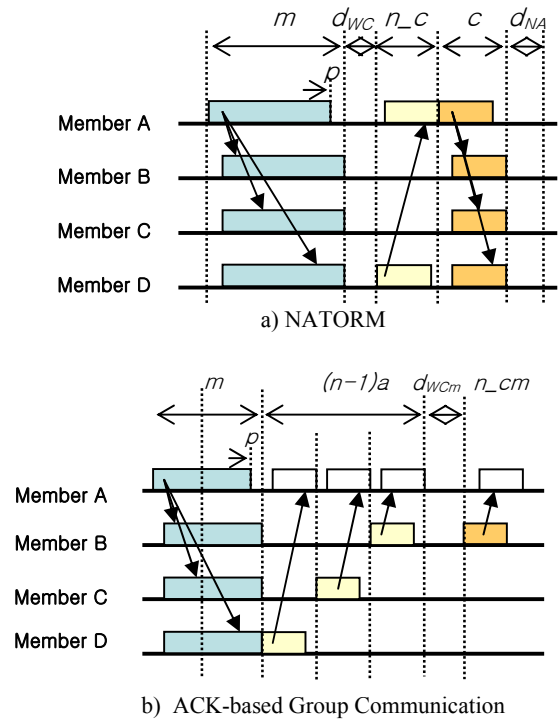 m d_WC n_c c d_NA
p
Member A
Member B
Member C
Member D
a) NATORM
m (n-1)a d_WCm n_cm
p
Member A
Member B
Member C
Member D
b) ACK-based Group Communication